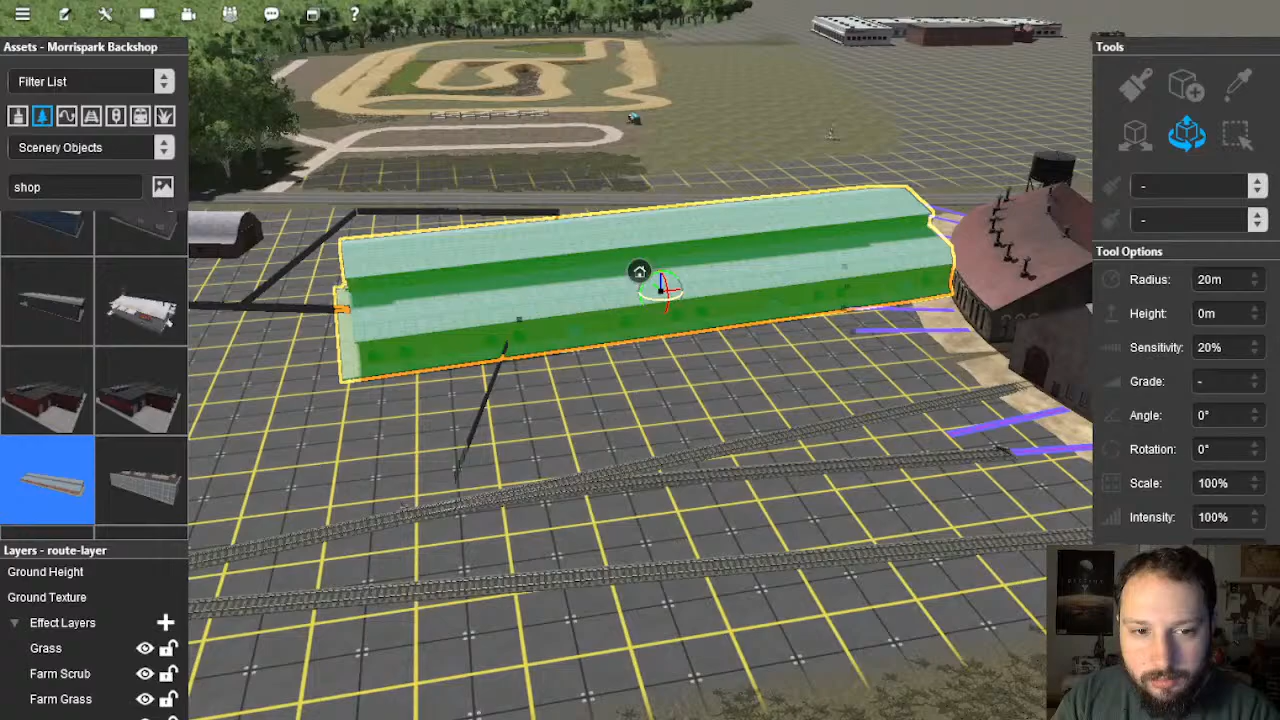 Assets - Morrispark Backshop
Filter List
Scenery Objects
shop
Layers - route-layer
Ground Height
Ground Texture
Effect Layers
Grass
Farm Scrub
Farm Grass
Tools
-
-
Tool Options
Radius: 20m
Height: 0m
Sensitivity: 20%
Grade: -
Angle: 0°
Rotation: 0°
Scale: 100%
Intensity: 100%